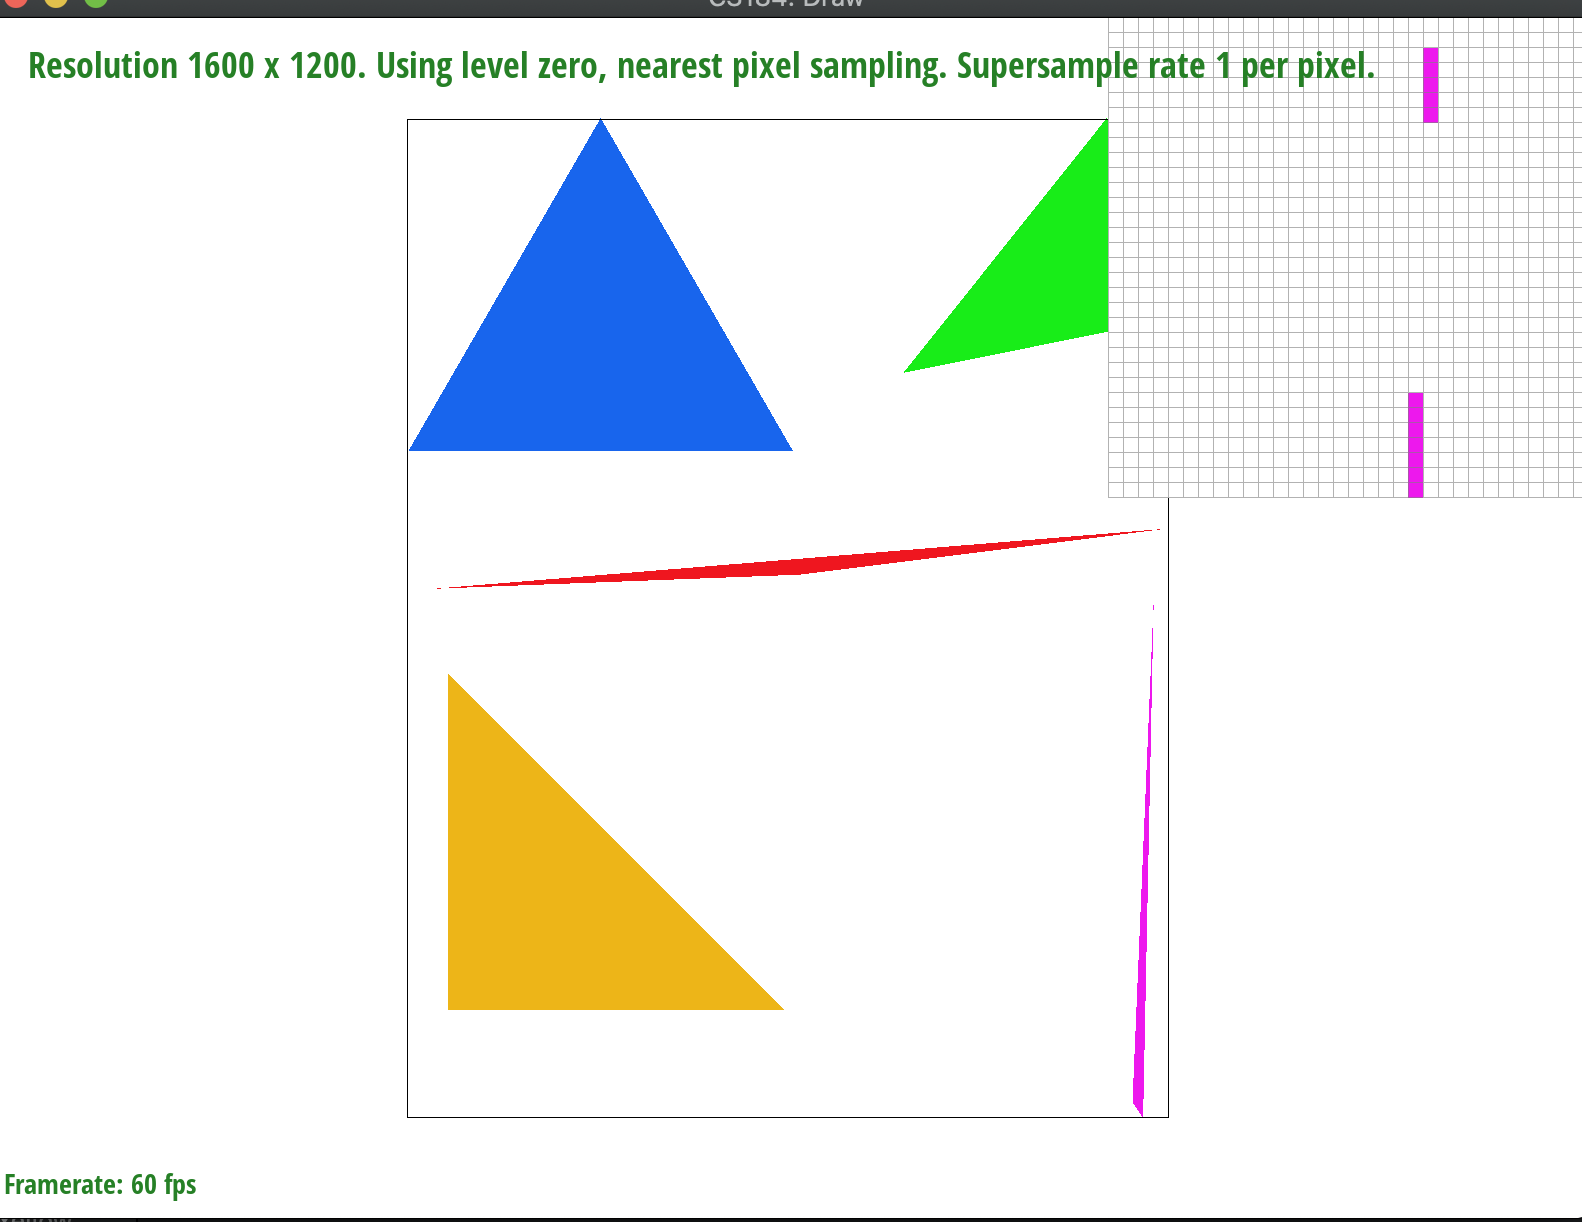 CS184: Draw
Resolution 1600 x 1200. Using level zero, nearest pixel sampling. Supersample rate 1 per pixel.
Framerate: 60 fps